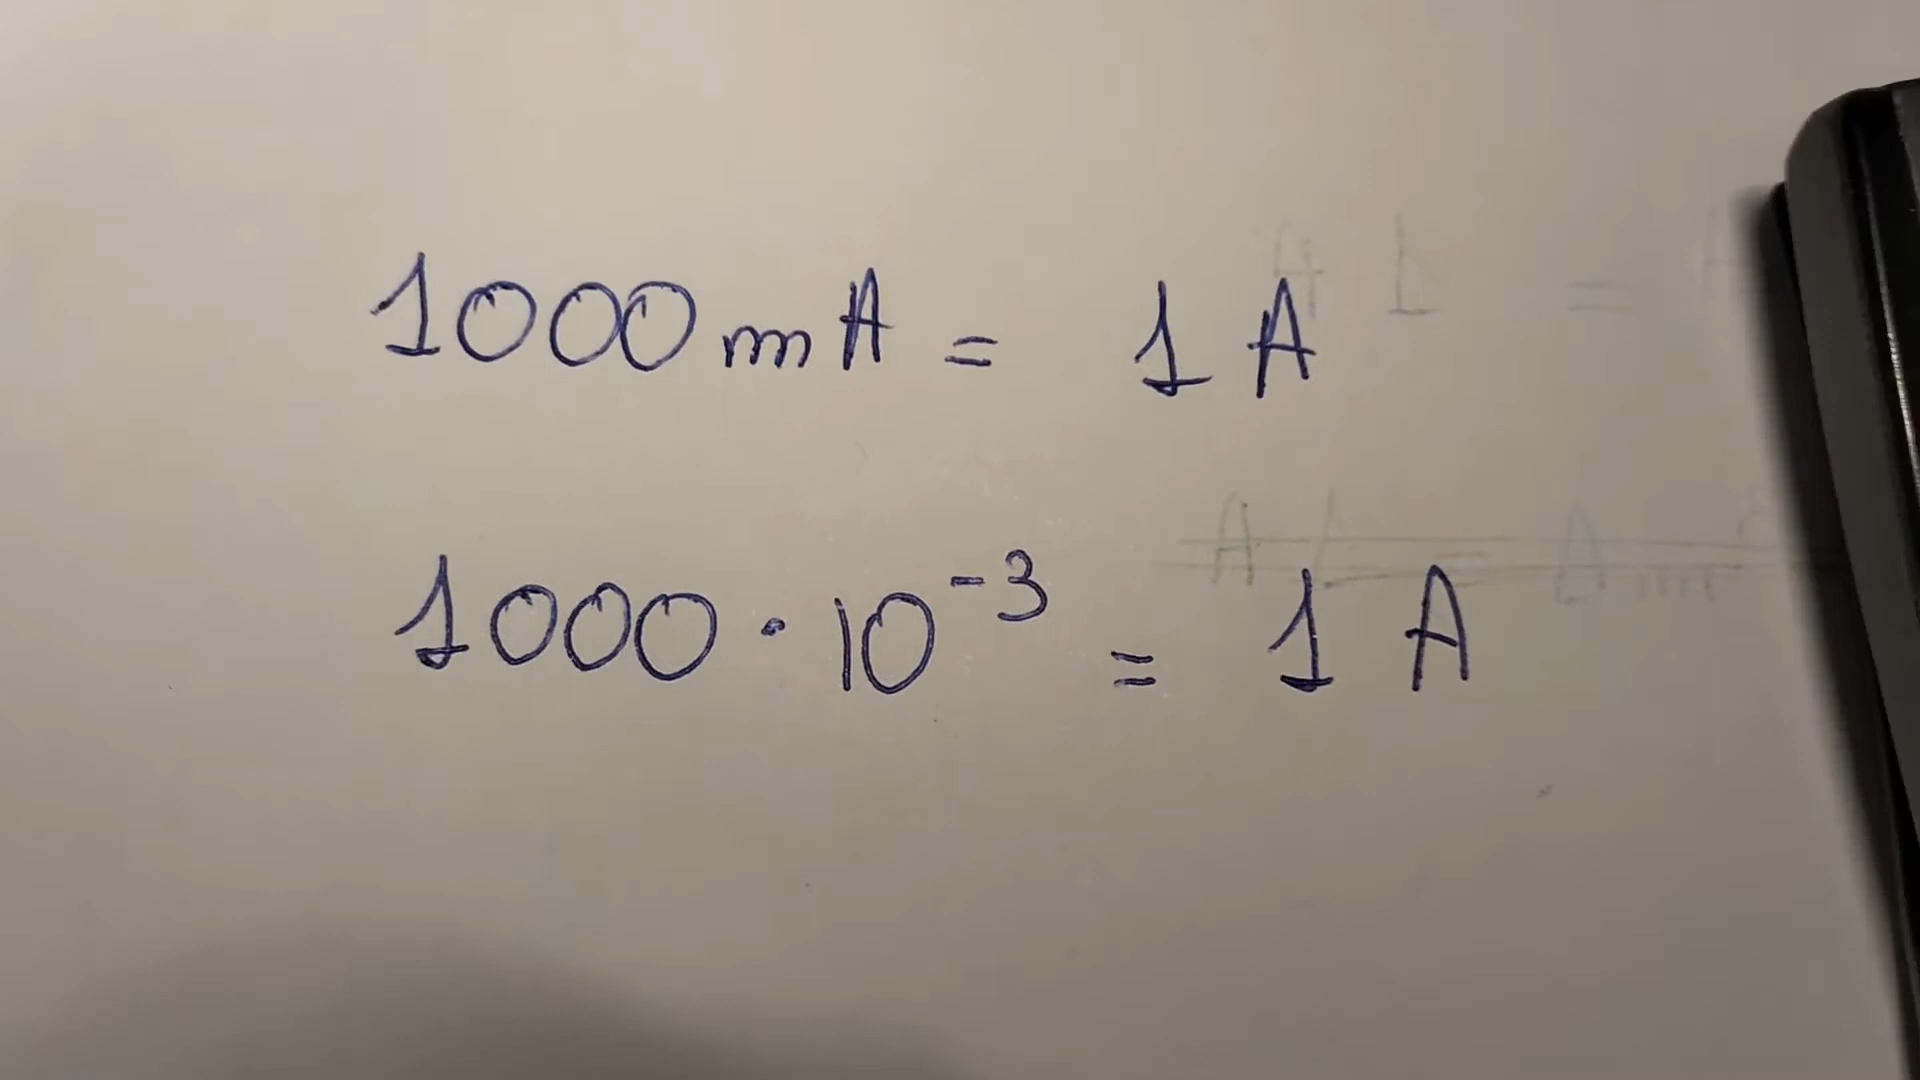 1000 mA = 1 A
1000 · 10⁻³ = 1 A